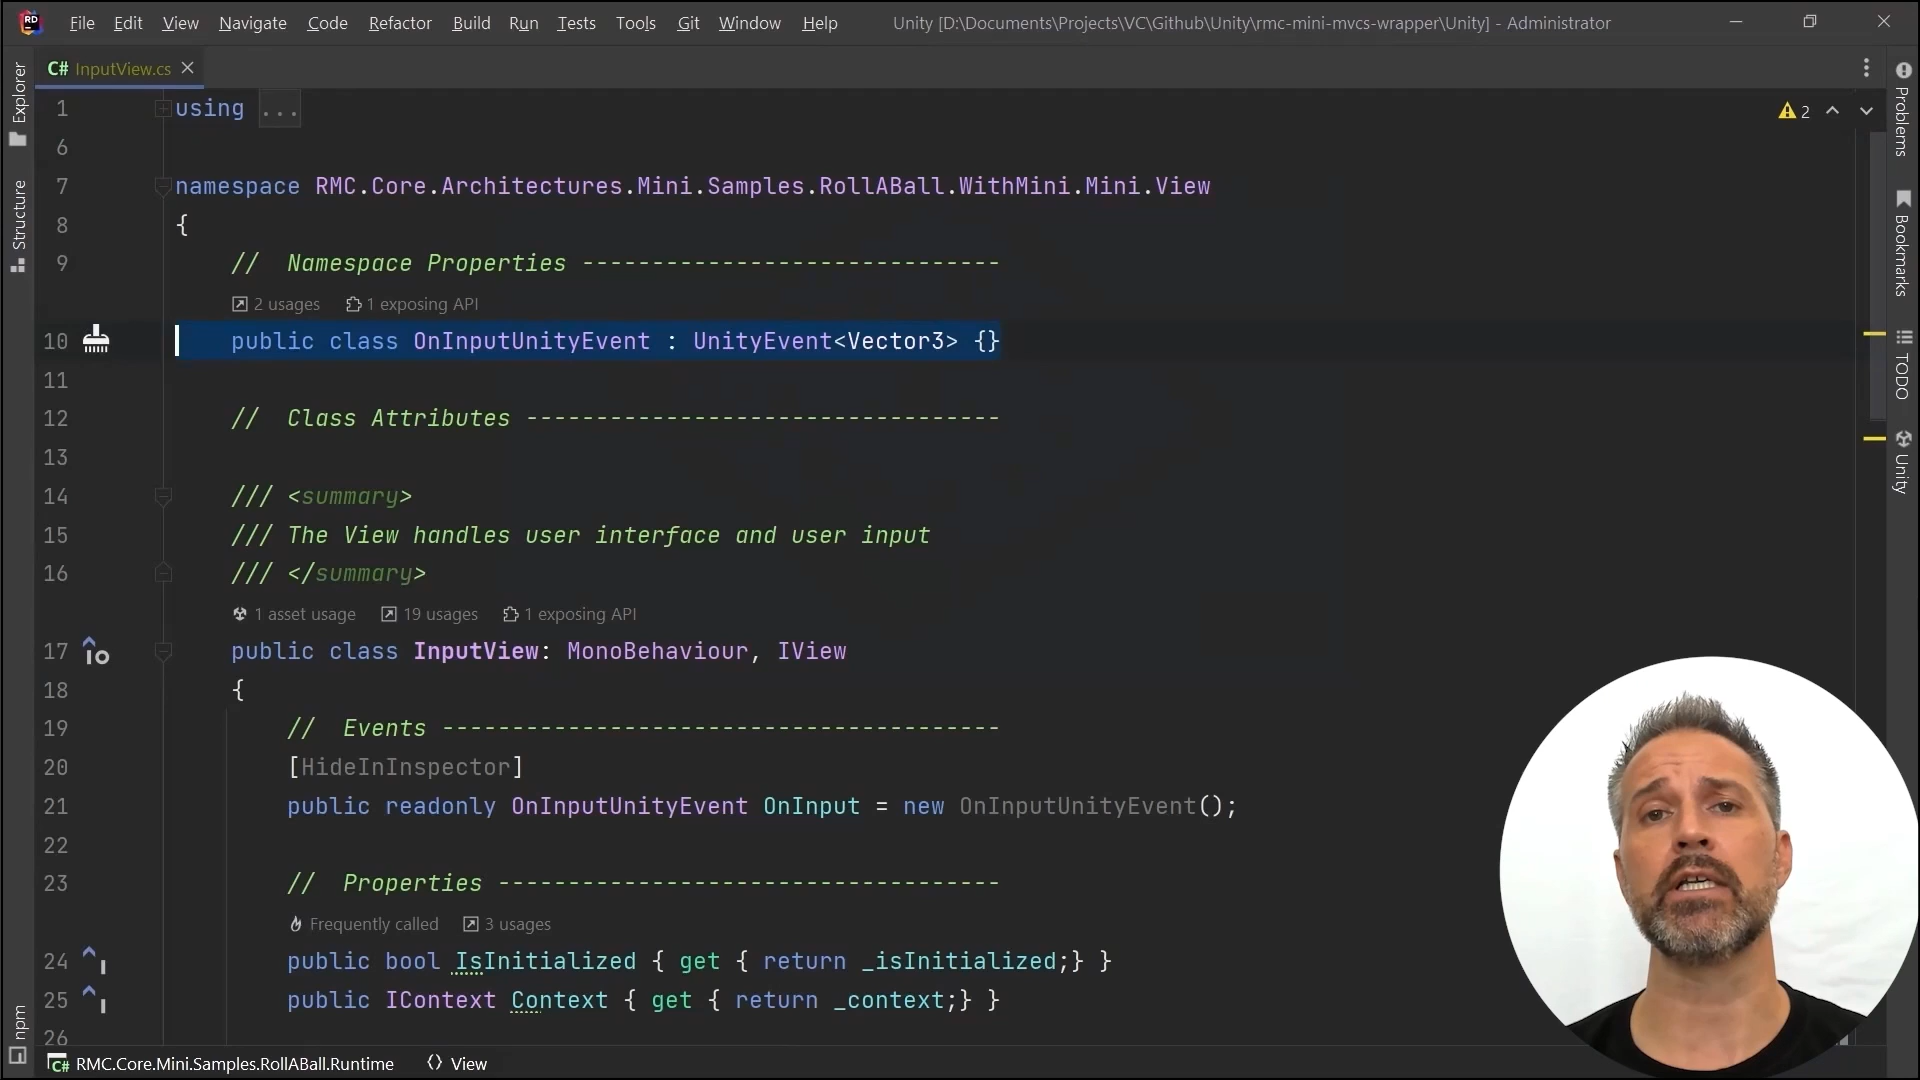 RD File Edit View Navigate Code Refactor Build Run Tests Tools Git Window Help Unity [D:\Documents\Projects\VC\Github\Unity\rmc-mini-mvcs-wrapper\Unity] - Administrator
C# InputView.cs
Explorer
Structure
npm
Problems
Bookmarks
TODO
Unity
2
1 using ...
6
7 namespace RMC.Core.Architectures.Mini.Samples.RollABall.WithMini.Mini.View
8 {
9 // Namespace Properties ------------------------------
2 usages 1 exposing API
10 public class OnInputUnityEvent : UnityEvent<Vector3> {}
11
12 // Class Attributes ----------------------------------
13
14 /// <summary>
15 /// The View handles user interface and user input
16 /// </summary>
1 asset usage 19 usages 1 exposing API
17 public class InputView: MonoBehaviour, IView
18 {
19 // Events ----------------------------------------
20 [HideInInspector]
21 public readonly OnInputUnityEvent OnInput = new OnInputUnityEvent();
22
23 // Properties ------------------------------------
Frequently called 3 usages
24 public bool IsInitialized { get { return _isInitialized;} }
25 public IContext Context { get { return _context;} }
26
C# RMC.Core.Mini.Samples.RollABall.Runtime View